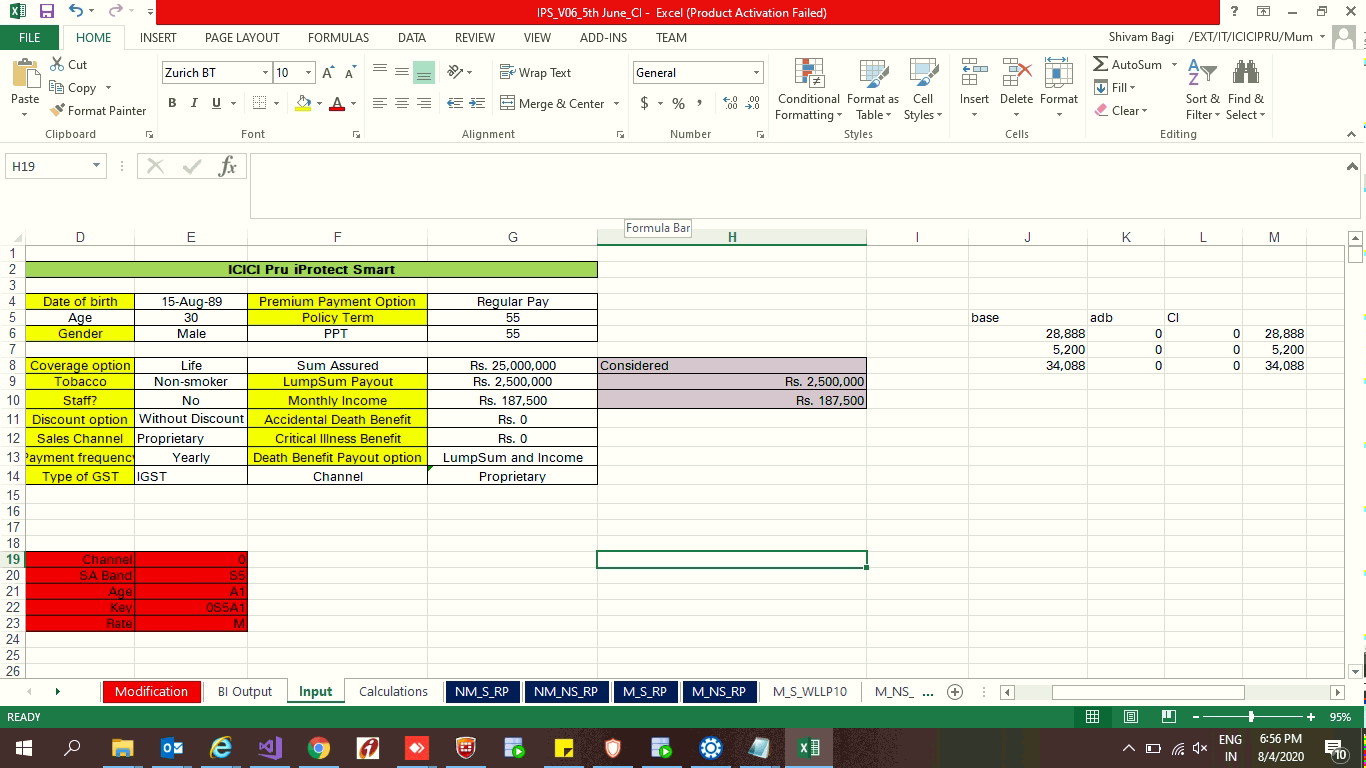 IPS_V06_5th June_CI - Excel (Product Activation Failed)
FILE HOME INSERT PAGE LAYOUT FORMULAS DATA REVIEW VIEW ADD-INS TEAM Shivam Bagi /EXT/IT/ICICIPRU/Mum
Paste Cut Copy Format Painter
Zurich BT 10
B I U
Wrap Text
Merge & Center
General
$ % ,
Conditional Formatting Format as Table Cell Styles
Insert Delete Format
AutoSum Fill Clear
Sort & Filter Find & Select
Clipboard Font Alignment Number Styles Cells Editing
H19 fx
Formula Bar
D E F G H I J K L M
1
2 ICICI Pru iProtect Smart
3
4 Date of birth 15-Aug-89 Premium Payment Option Regular Pay
5 Age 30 Policy Term 55 base adb CI
6 Gender Male PPT 55 28,888 0 0 28,888
7 5,200 0 0 5,200
8 Coverage option Life Sum Assured Rs. 25,000,000 Considered 34,088 0 0 34,088
9 Tobacco Non-smoker LumpSum Payout Rs. 2,500,000 Rs. 2,500,000
10 Staff? No Monthly Income Rs. 187,500 Rs. 187,500
11 Discount option Without Discount Accidental Death Benefit Rs. 0
12 Sales Channel Proprietary Critical Illness Benefit Rs. 0
13 Payment frequency Yearly Death Benefit Payout option LumpSum and Income
14 Type of GST IGST Channel Proprietary
15
16
17
18
19 Channel 0
20 SA Band S5
21 Age A1
22 Key 0S5A1
23 Rate M
24
25
26
Modification BI Output Input Calculations NM_S_RP NM_NS_RP M_S_RP M_NS_RP M_S_WLLP10 M_NS_ ...
READY 95%
ENG 6:56 PM
IN 8/4/2020 10